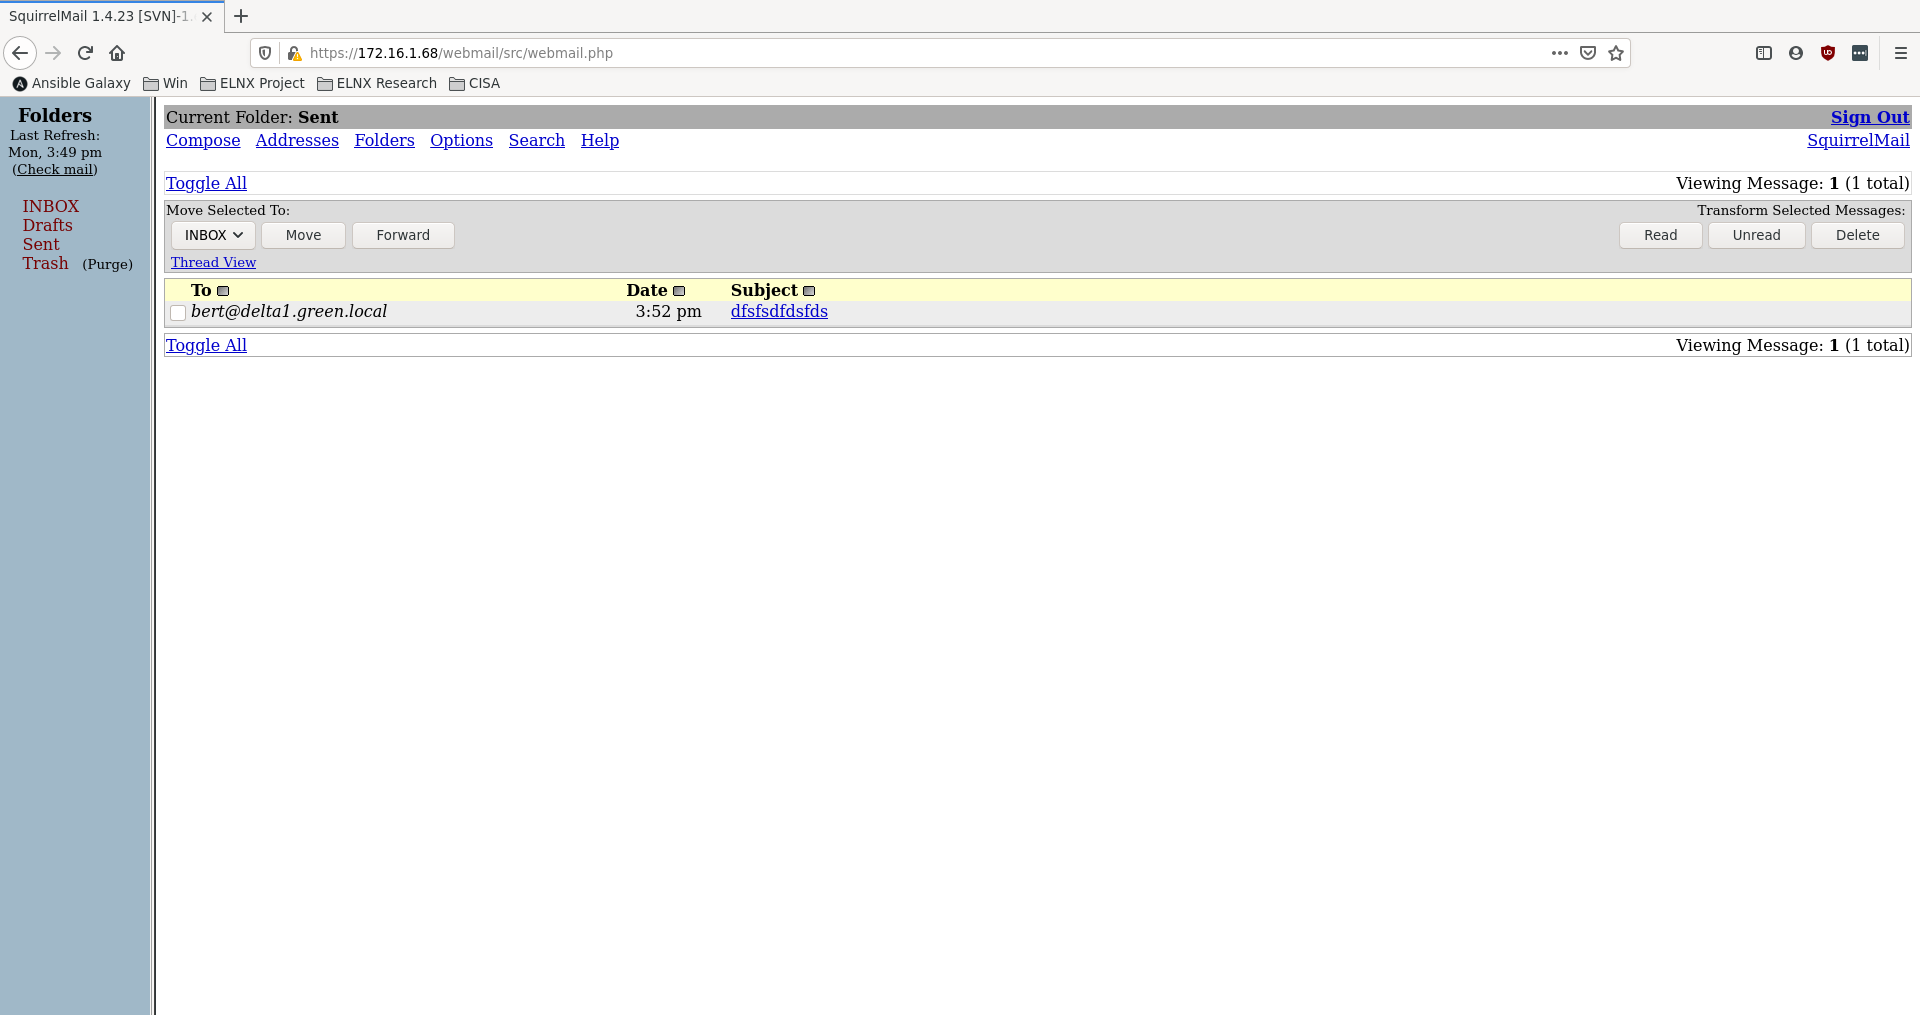 SquirrelMail 1.4.23 [SVN]-1.
https://172.16.1.68/webmail/src/webmail.php
Ansible Galaxy Win ELNX Project ELNX Research CISA
Folders
Last Refresh:
Mon, 3:49 pm
(Check mail)
INBOX
Drafts
Sent
Trash (Purge)
Current Folder: Sent Sign Out
Compose Addresses Folders Options Search Help SquirrelMail
Toggle All Viewing Message: 1 (1 total)
Move Selected To: Transform Selected Messages:
INBOX Move Forward Read Unread Delete
Thread View
To Date Subject
bert@delta1.green.local 3:52 pm dfsfsdfdsfds
Toggle All Viewing Message: 1 (1 total)